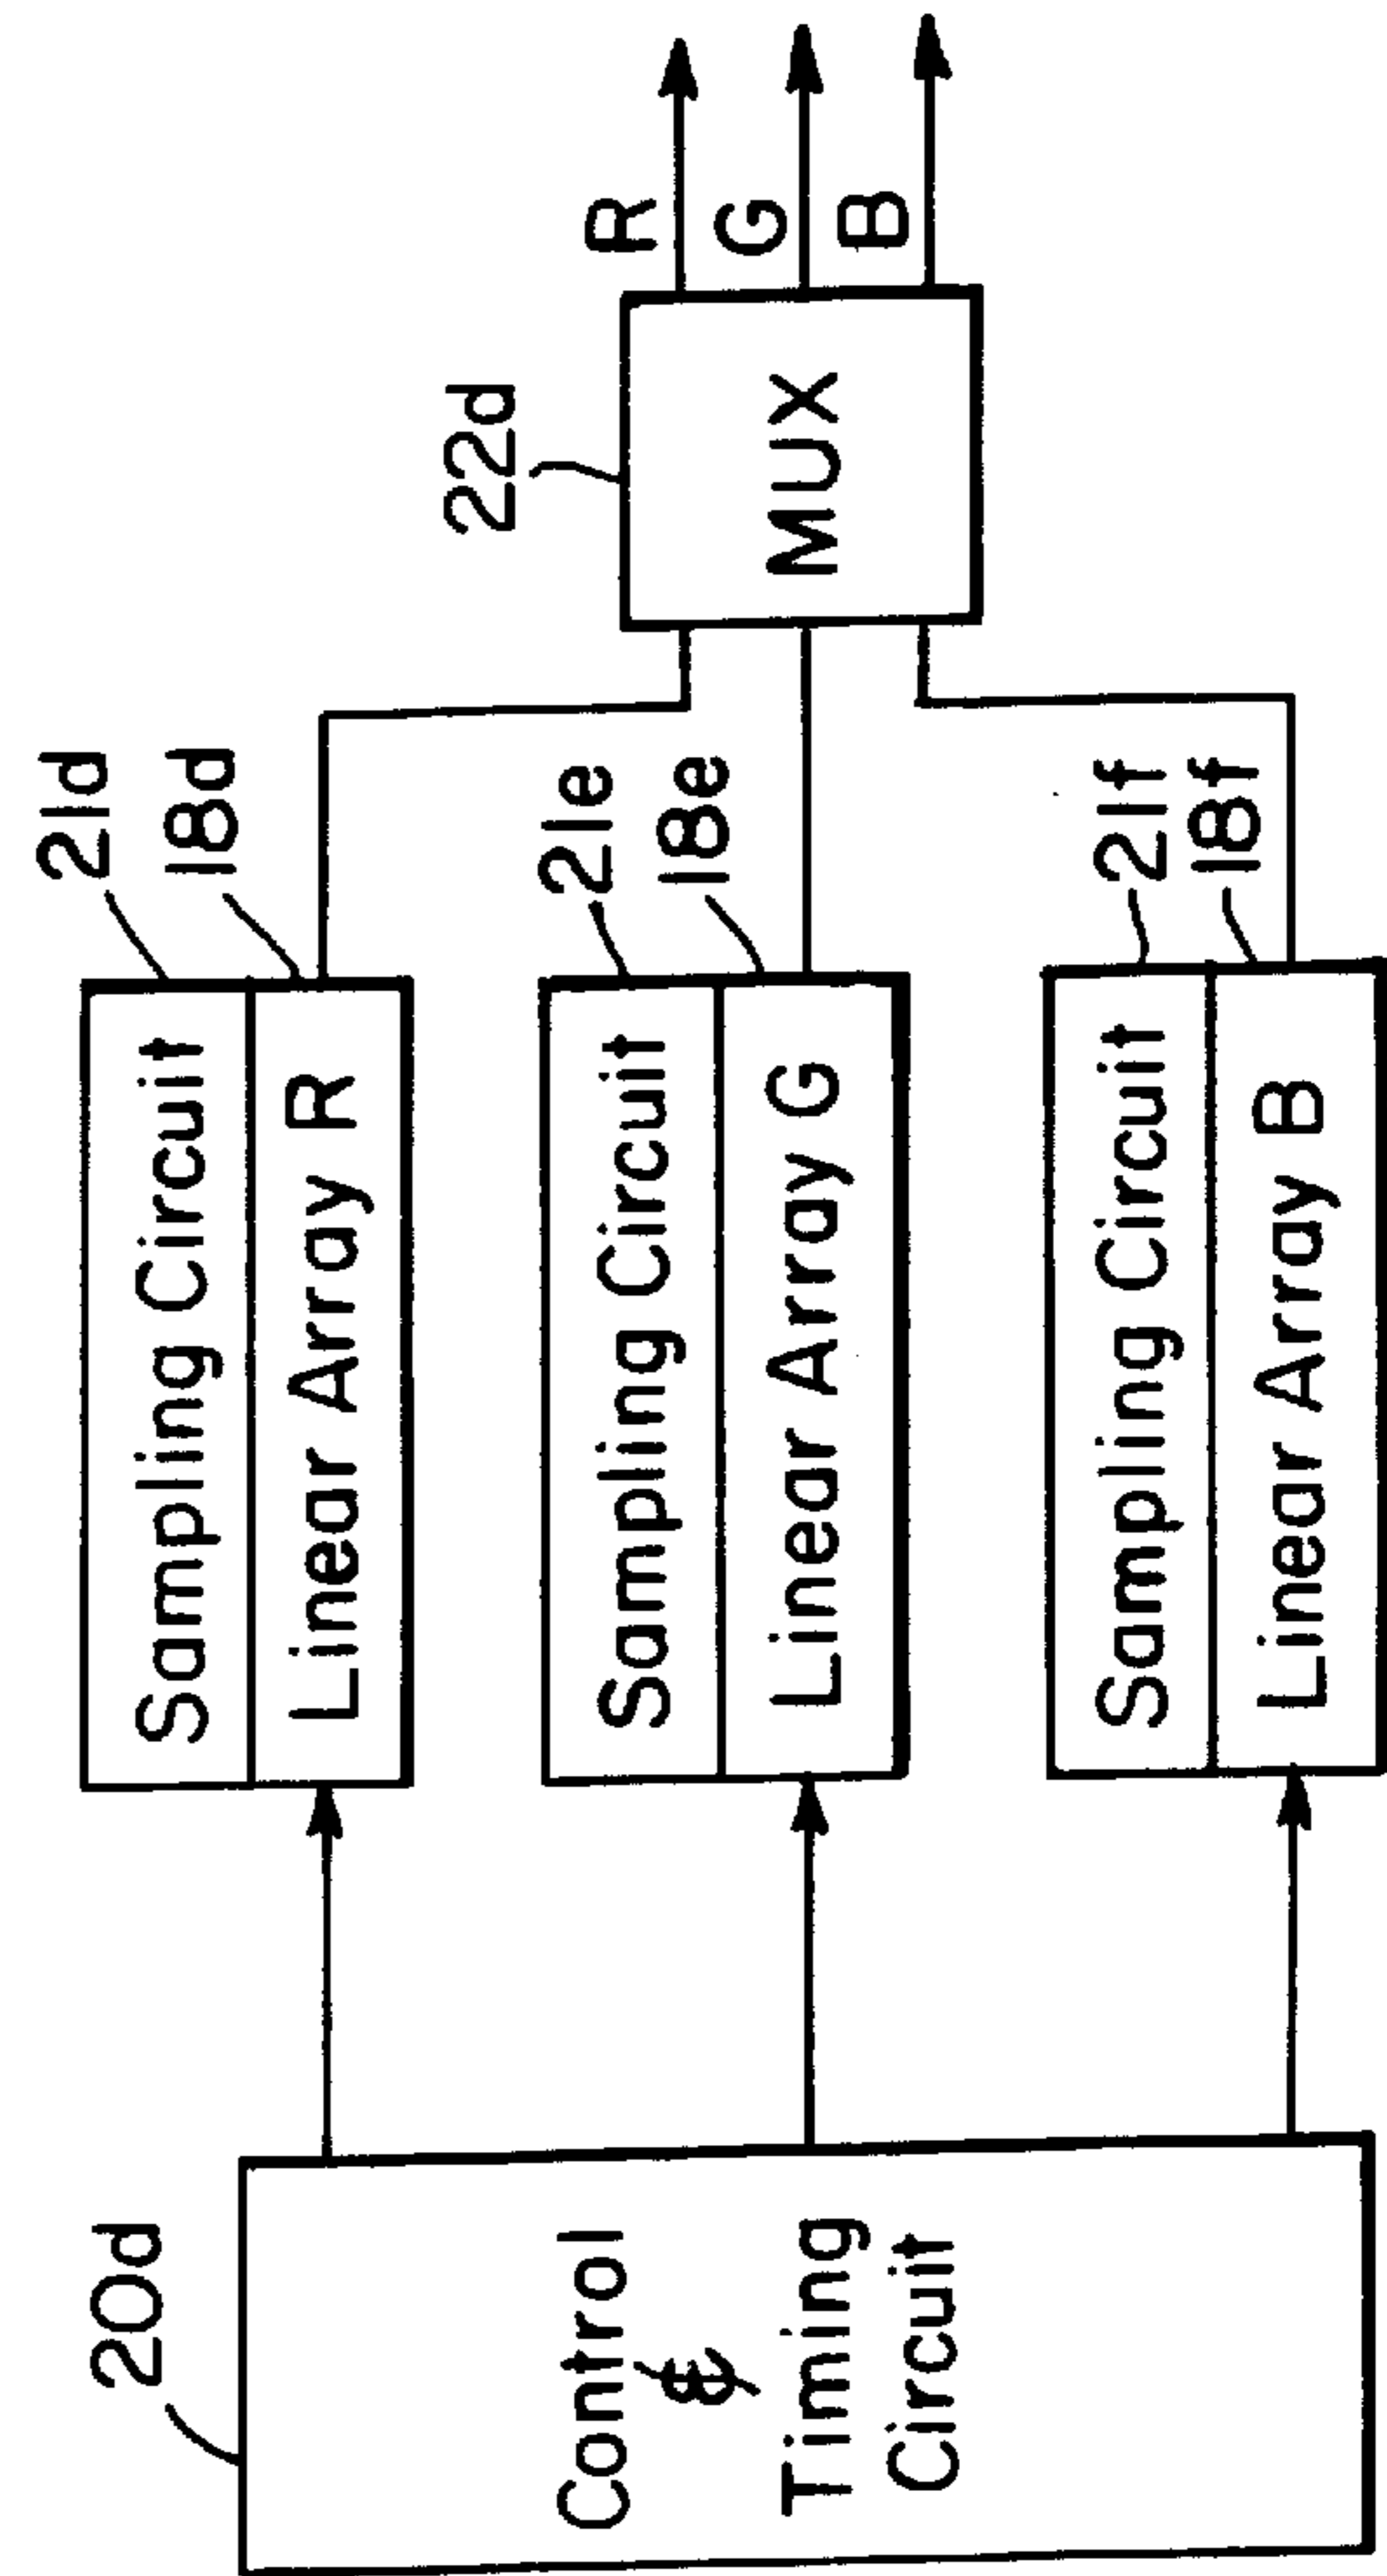 20d
Control
&
Timing
Circuit
21d
18d
Sampling Circuit
Linear Array R
21e
18e
Sampling Circuit
Linear Array G
21f
18f
Sampling Circuit
Linear Array B
22d
MUX
R
G
B